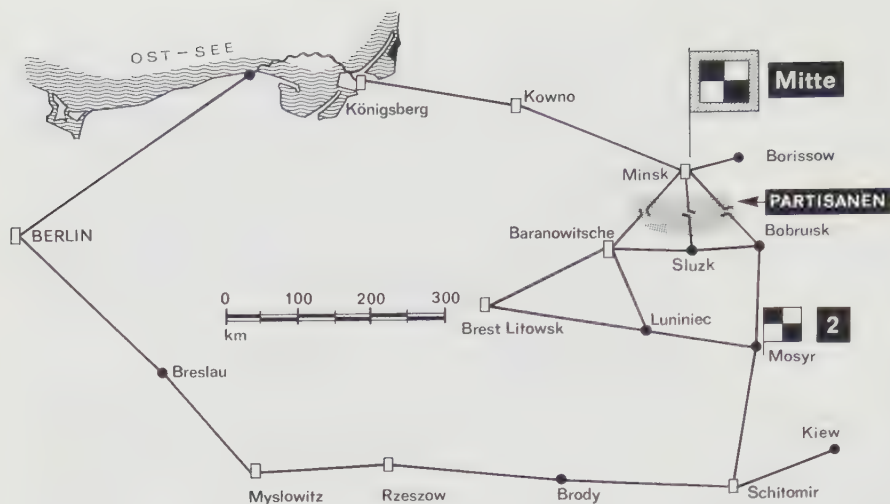 OST-SEE
Königsberg
Kowno
Mitte
Minsk
Borissow
PARTISANEN
BERLIN
Baranowitsche
Bobruisk
Sluzk
0 100 200 300
km
Brest Litowsk
Luniniec
2
Mosyr
Breslau
Kiew
Myslowitz
Rzeszow
Brody
Schitomir